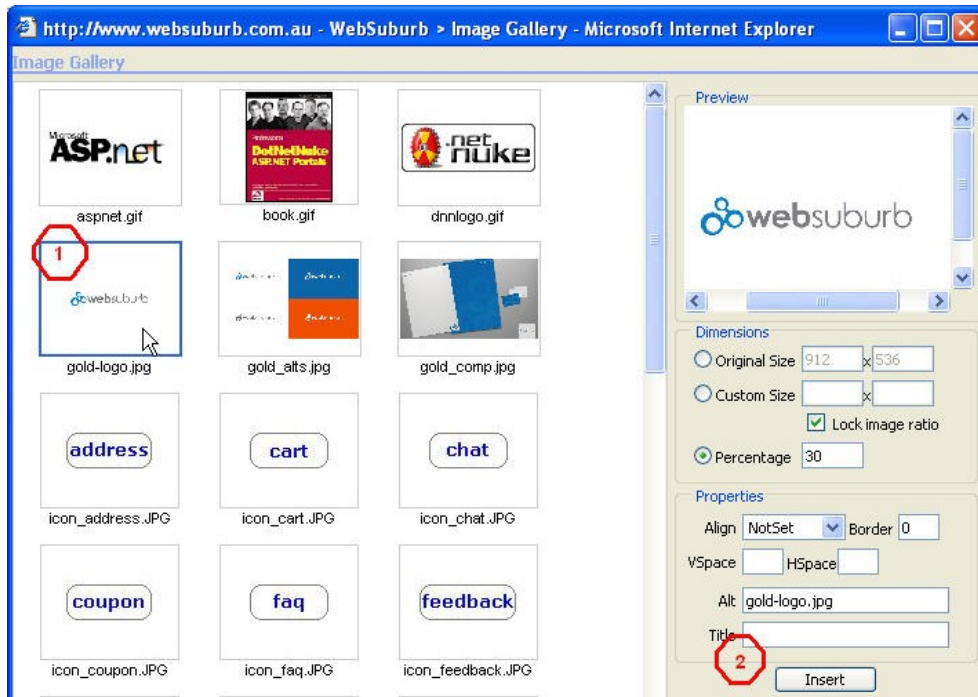 http://www.websuburb.com.au - WebSuburb > Image Gallery - Microsoft Internet Explorer
Image Gallery
Microsoft
ASP.net
DotNetNuke
ASP.NET Portals
.net
nuke
aspnet.gif
book.gif
dnnlogo.gif
1
websuburb
gold-logo.jpg
gold_alts.jpg
gold_comp.jpg
address
cart
chat
icon_address.JPG
icon_cart.JPG
icon_chat.JPG
coupon
faq
feedback
icon_coupon.JPG
icon_faq.JPG
icon_feedback.JPG
Preview
websuburb
Dimensions
Original Size 912 x 536
Custom Size x
Lock image ratio
Percentage 30
Properties
Align NotSet Border 0
VSpace HSpace
Alt gold-logo.jpg
Title
2
Insert